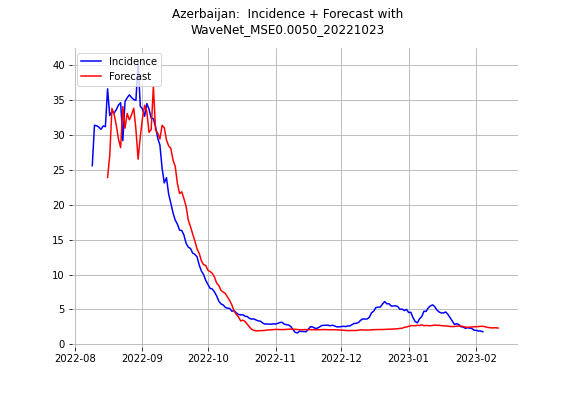 Azerbaijan:  Incidence + Forecast with
WaveNet_MSE0.0050_20221023
Incidence
Forecast
40
35
30
25
20
15
10
5
0
2022-08 2022-09 2022-10 2022-11 2022-12 2023-01 2023-02